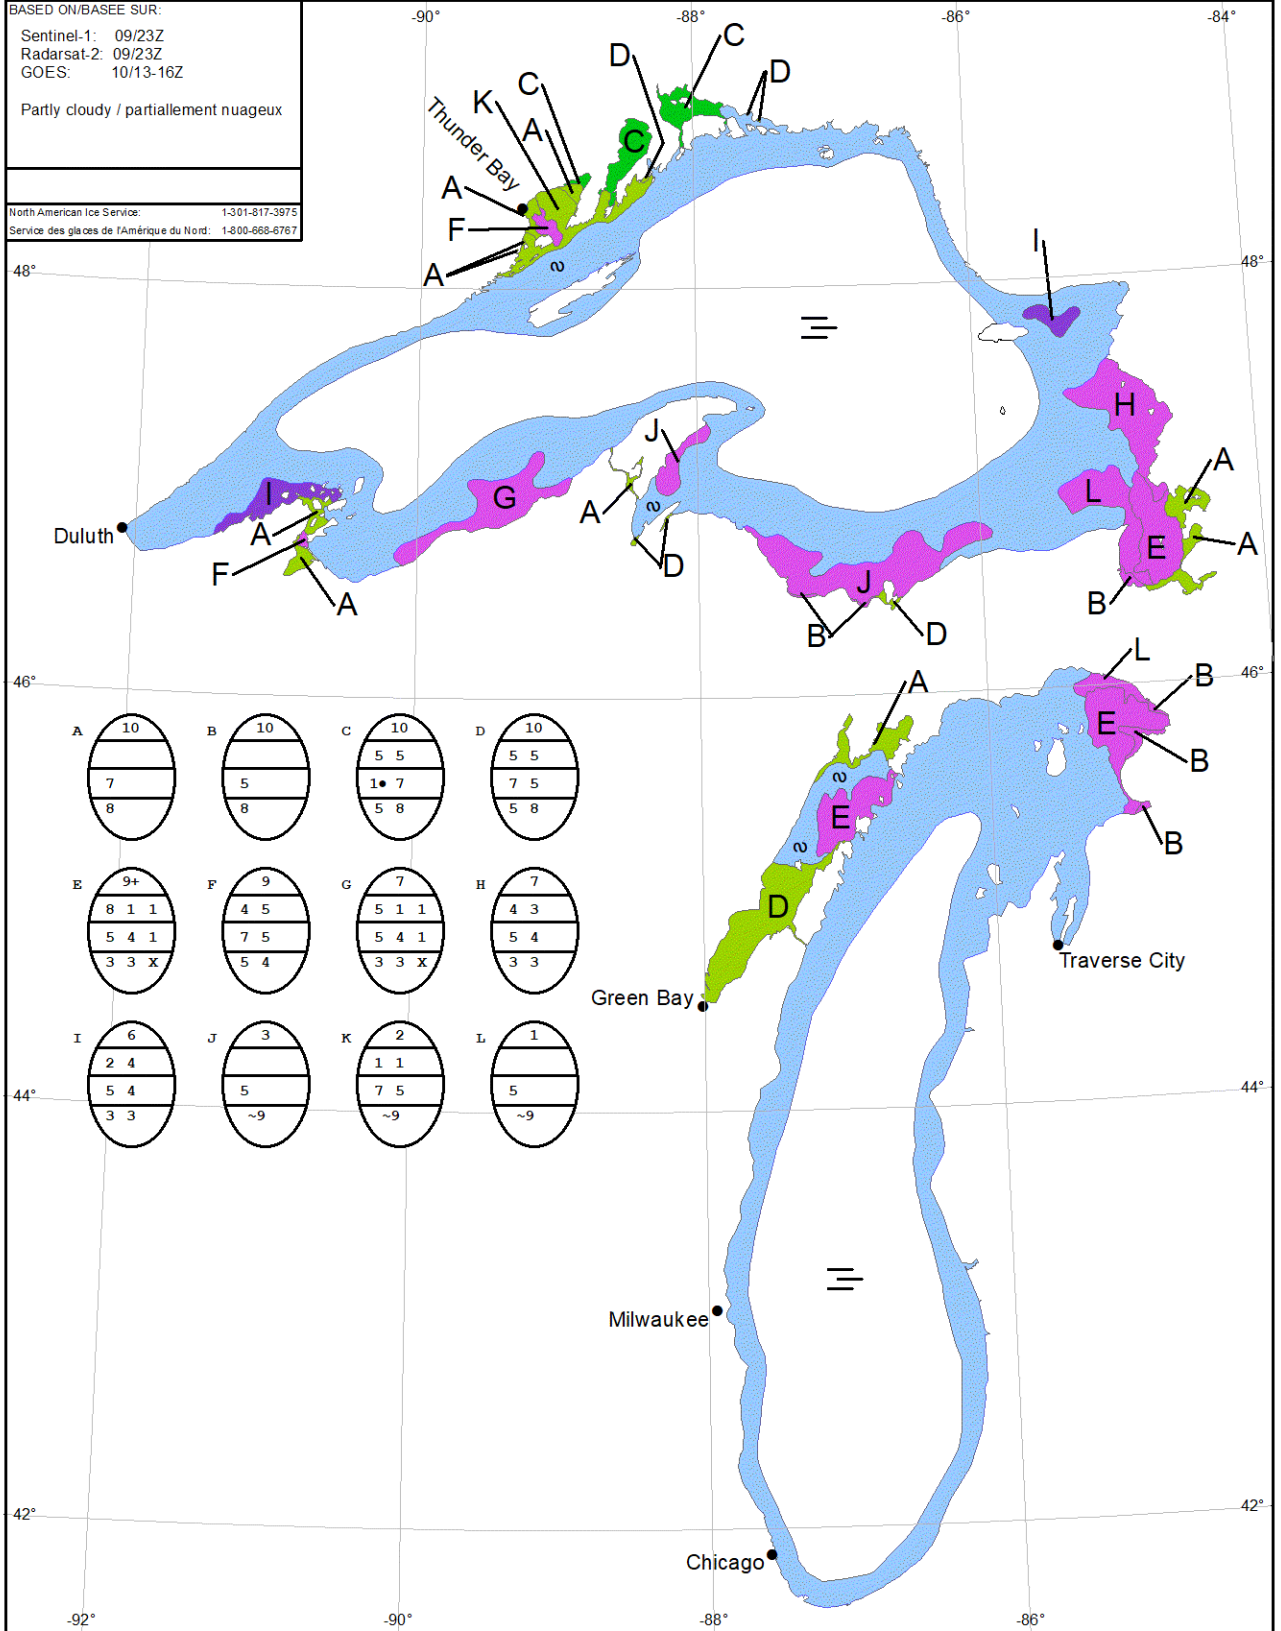 BASED ON/BASEE SUR:
Sentinel-1: 09/23Z
Radarsat-2: 09/23Z
GOES: 10/13-16Z
Partly cloudy / partiallement nuageux
North American Ice Service: 1-301-817-3975
Service des glaces de l'Amérique du Nord: 1-800-668-6767
-90° -88° -86° -84°
C
D
D
C
K
A
C
Thunder Bay
A
F
A
I
48° 48°
H
J
A
I
G
A
L
A
Duluth
A
F
D
E
A
A
B
J
B
D
L
46° 46°
A
B
E
B
E
B
D
A B C D
10 10 10 10
5 5 5 5
7 5 1• 7 7 5
8 8 5 8 5 8
E F G H
9+ 9 7 7
8 1 1 4 5 5 1 1 4 3
5 4 1 7 5 5 4 1 5 4
3 3 X 5 4 3 3 X 3 3
Traverse City
Green Bay
I J K L
6 3 2 1
2 4 1 1
5 4 5 7 5 5
3 3 ~9 ~9 ~9
44° 44°
Milwaukee
42° 42°
Chicago
-92° -90° -88° -86°